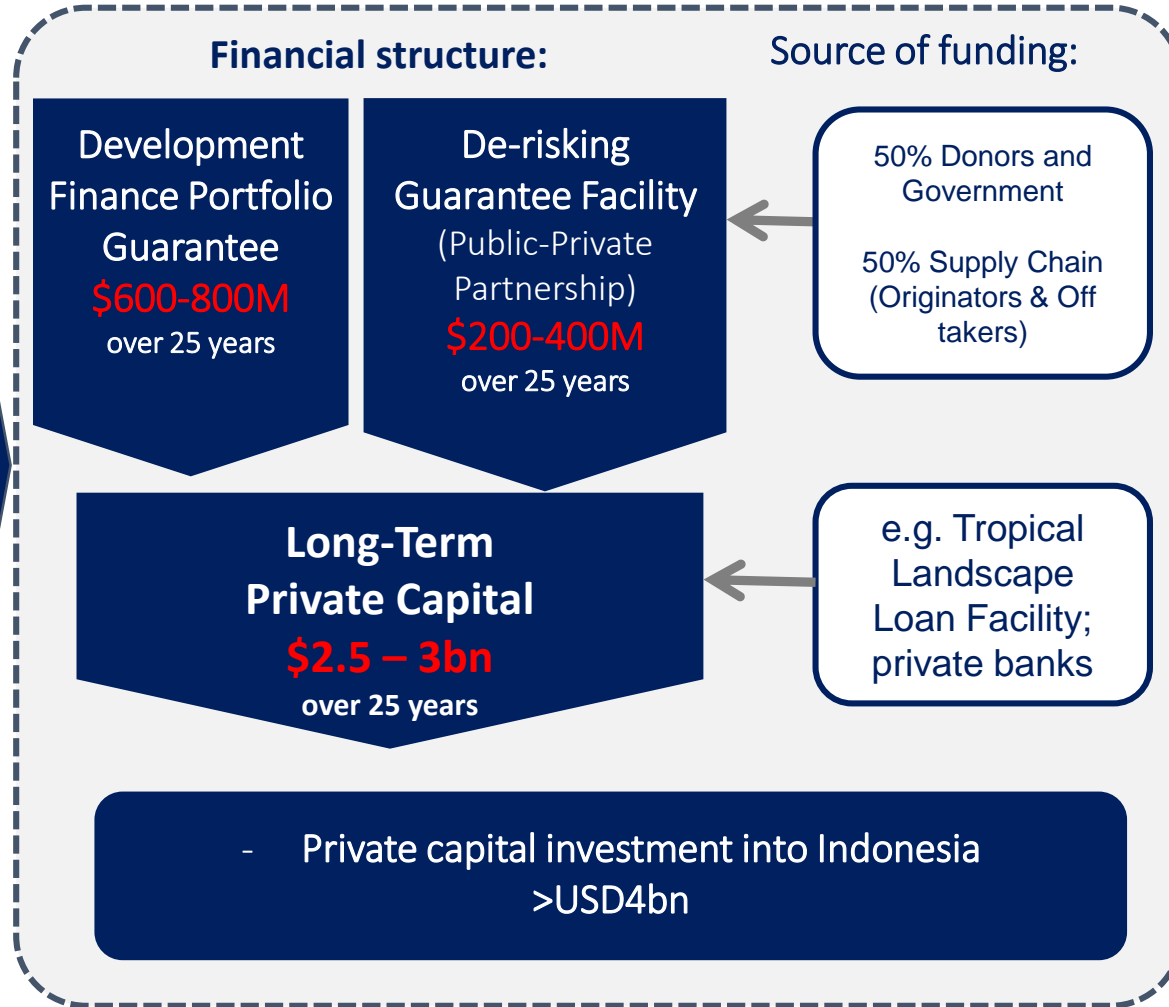 Financial structure:
Source of funding:
Development
Finance Portfolio
Guarantee
$600-800M
over 25 years
De-risking
Guarantee Facility
(Public-Private
Partnership)
$200-400M
over 25 years
50% Donors and
Government
50% Supply Chain
(Originators & Off
takers)
Long-Term
Private Capital
$2.5 – 3bn
over 25 years
e.g. Tropical
Landscape
Loan Facility;
private banks
- Private capital investment into Indonesia
>USD4bn